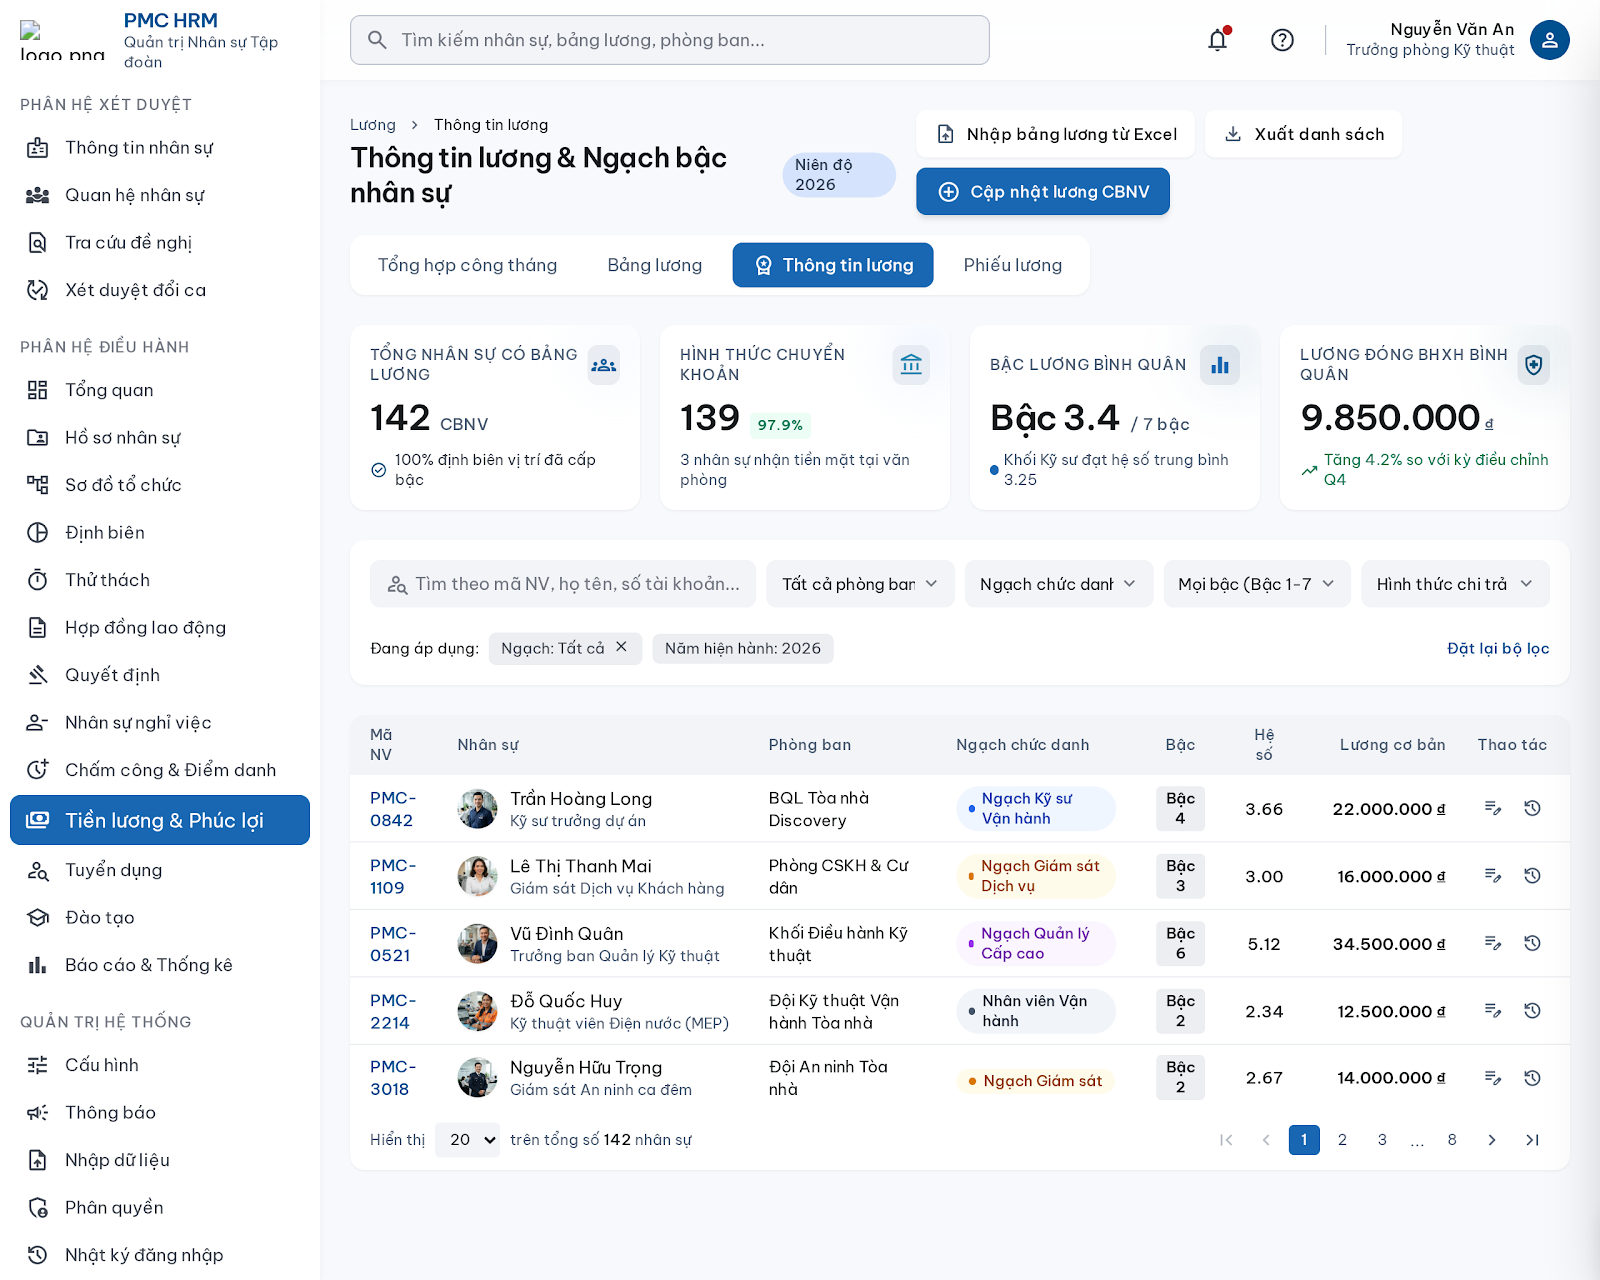 logo png
PMC HRM
Quản trị Nhân sự Tập
đoàn
PHÂN HỆ XÉT DUYỆT
Thông tin nhân sự
Quan hệ nhân sự
Tra cứu đề nghị
Xét duyệt đổi ca
PHÂN HỆ ĐIỀU HÀNH
Tổng quan
Hồ sơ nhân sự
Sơ đồ tổ chức
Định biên
Thử thách
Hợp đồng lao động
Quyết định
Nhân sự nghỉ việc
Chấm công & Điểm danh
Tiền lương & Phúc lợi
Tuyển dụng
Đào tạo
Báo cáo & Thống kê
QUẢN TRỊ HỆ THỐNG
Cấu hình
Thông báo
Nhập dữ liệu
Phân quyền
Nhật ký đăng nhập
Tìm kiếm nhân sự, bảng lương, phòng ban...
Nguyễn Văn An
Trưởng phòng Kỹ thuật
Lương
Thông tin lương
Thông tin lương & Ngạch bậc
nhân sự
Niên độ
2026
Nhập bảng lương từ Excel
Xuất danh sách
Cập nhật lương CBNV
Tổng hợp công tháng
Bảng lương
Thông tin lương
Phiếu lương
TỔNG NHÂN SỰ CÓ BẢNG
LƯƠNG
142 CBNV
100% định biên vị trí đã cấp
bậc
HÌNH THỨC CHUYỂN
KHOẢN
139 97.9%
3 nhân sự nhận tiền mặt tại văn
phòng
BẬC LƯƠNG BÌNH QUÂN
Bậc 3.4 / 7 bậc
Khối Kỹ sư đạt hệ số trung bình
3.25
LƯƠNG ĐÓNG BHXH BÌNH
QUÂN
9.850.000 ₫
Tăng 4.2% so với kỳ điều chỉnh
Q4
Tìm theo mã NV, họ tên, số tài khoản...
Tất cả phòng ban
Ngạch chức danh
Mọi bậc (Bậc 1-7
Hình thức chi trả
Đang áp dụng:
Ngạch: Tất cả
Năm hiện hành: 2026
Đặt lại bộ lọc
Mã
NV
Nhân sự
Phòng ban
Ngạch chức danh
Bậc
Hệ
số
Lương cơ bản
Thao tác
PMC-
0842
Trần Hoàng Long
Kỹ sư trưởng dự án
BQL Tòa nhà
Discovery
Ngạch Kỹ sư
Vận hành
Bậc
4
3.66
22.000.000 ₫
PMC-
1109
Lê Thị Thanh Mai
Giám sát Dịch vụ Khách hàng
Phòng CSKH & Cư
dân
Ngạch Giám sát
Dịch vụ
Bậc
3
3.00
16.000.000 ₫
PMC-
0521
Vũ Đình Quân
Trưởng ban Quản lý Kỹ thuật
Khối Điều hành Kỹ
thuật
Ngạch Quản lý
Cấp cao
Bậc
6
5.12
34.500.000 ₫
PMC-
2214
Đỗ Quốc Huy
Kỹ thuật viên Điện nước (MEP)
Đội Kỹ thuật Vận
hành Tòa nhà
Nhân viên Vận
hành
Bậc
2
2.34
12.500.000 ₫
PMC-
3018
Nguyễn Hữu Trọng
Giám sát An ninh ca đêm
Đội An ninh Tòa
nhà
Ngạch Giám sát
Bậc
2
2.67
14.000.000 ₫
Hiển thị 20 trên tổng số 142 nhân sự
1 2 3 ... 8